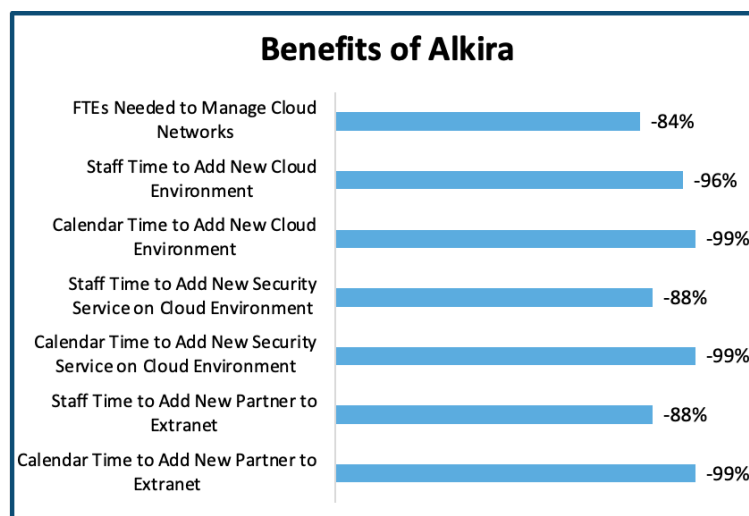 Benefits of Alkira
FTEs Needed to Manage Cloud
Networks
-84%
Staff Time to Add New Cloud
Environment
-96%
Calendar Time to Add New Cloud
Environment
-99%
Staff Time to Add New Security
Service on Cloud Environment
-88%
Calendar Time to Add New Security
Service on Cloud Environment
-99%
Staff Time to Add New Partner to
Extranet
-88%
Calendar Time to Add New Partner to
Extranet
-99%